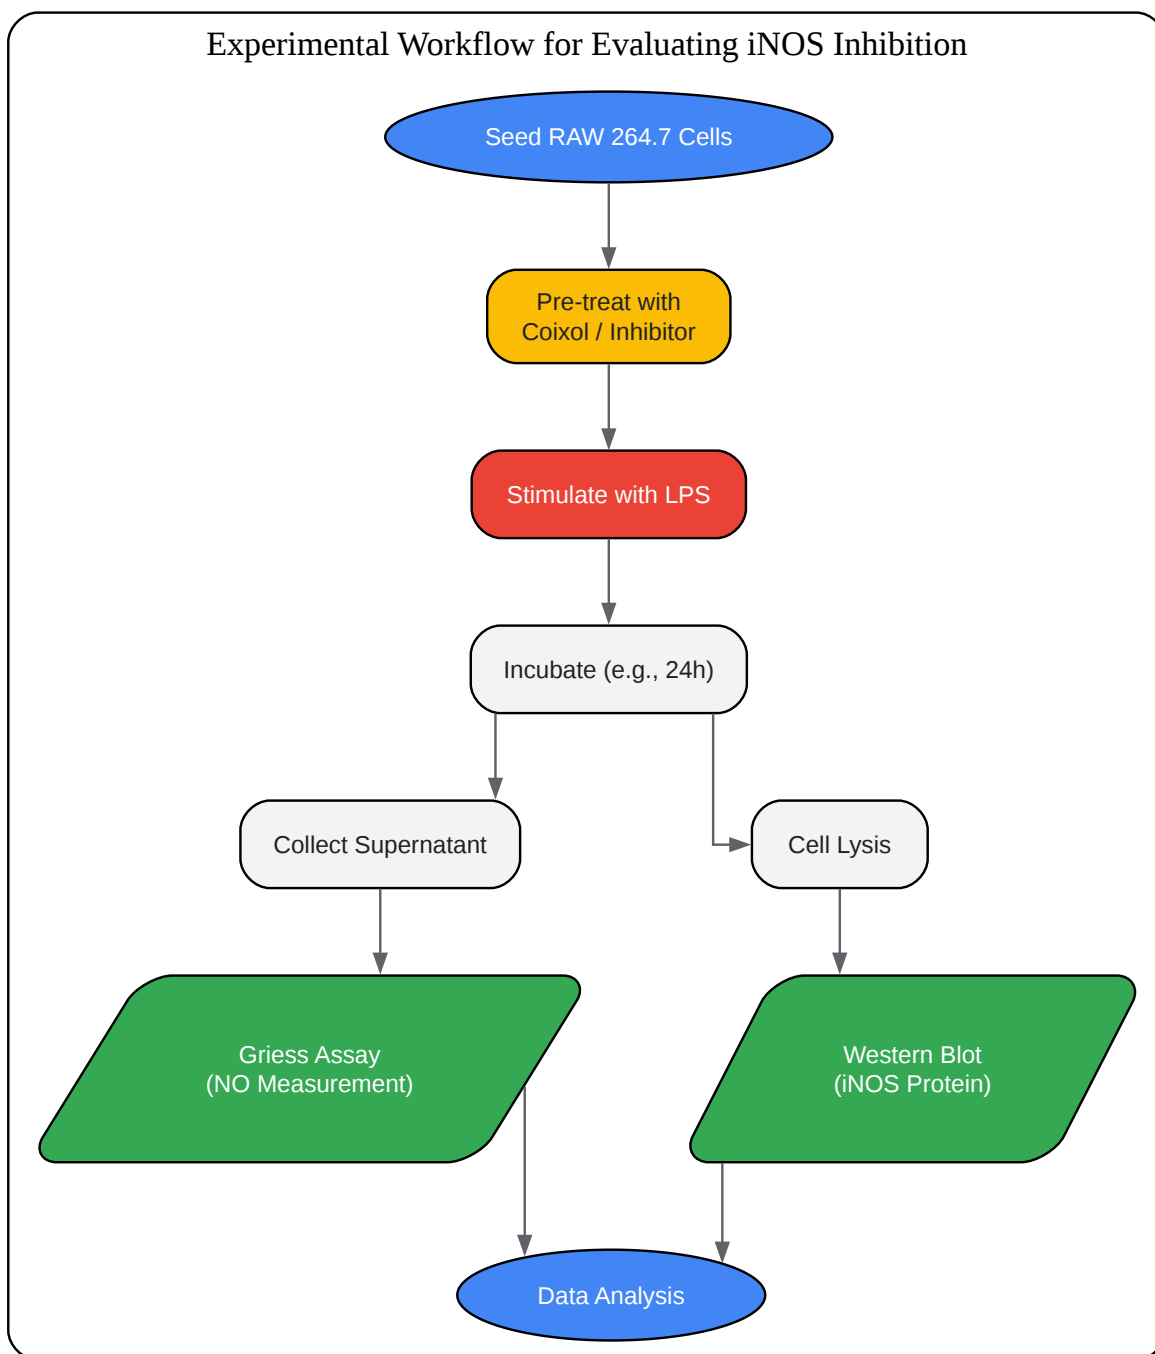 Experimental Workflow for Evaluating iNOS Inhibition
Seed RAW 264.7 Cells
Pre-treat with
Coixol / Inhibitor
Stimulate with LPS
Incubate (e.g., 24h)
Collect Supernatant
Cell Lysis
Griess Assay
(NO Measurement)
Western Blot
(iNOS Protein)
Data Analysis